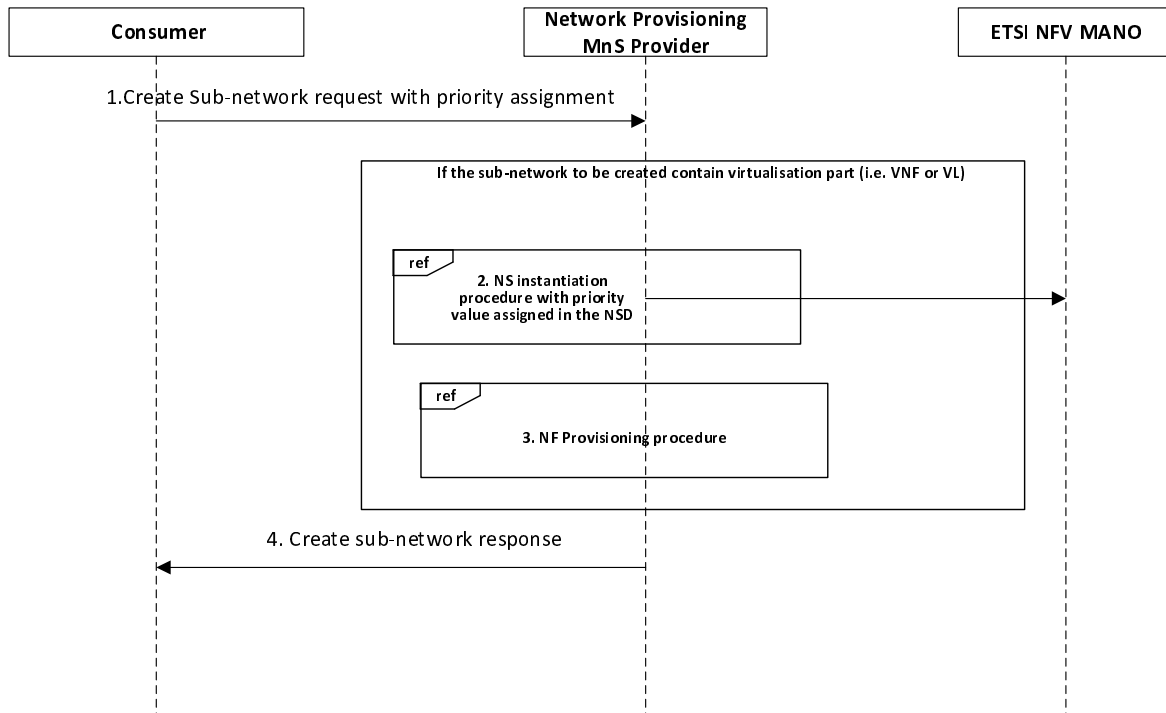 Consumer
Network Provisioning
MnS Provider
ETSI NFV MANO
1.Create Sub-network request with priority assignment
If the sub-network to be created contain virtualisation part (i.e. VNF or VL)
ref
2. NS instantiation
procedure with priority
value assigned in the NSD
ref
3. NF Provisioning procedure
4. Create sub-network response